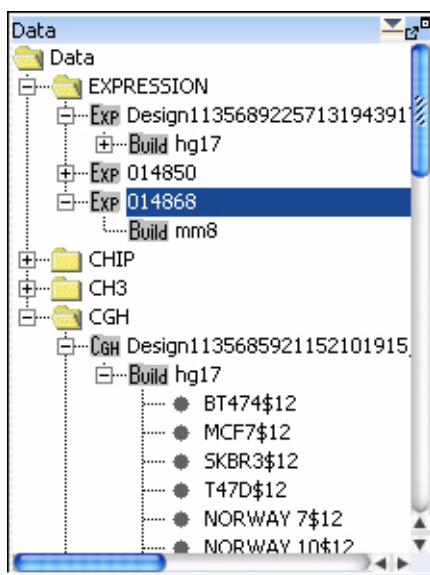 Data
Data
EXPRESSION
Exp Design1135689225713194391
Build hg17
Exp 014850
Exp 014868
Build mm8
CHIP
CH3
CGH
CGH Design1135685921152101915_
Build hg17
BT474$12
MCF7$12
SKBR3$12
T47D$12
NORWAY 7$12
NORWAY 10$12